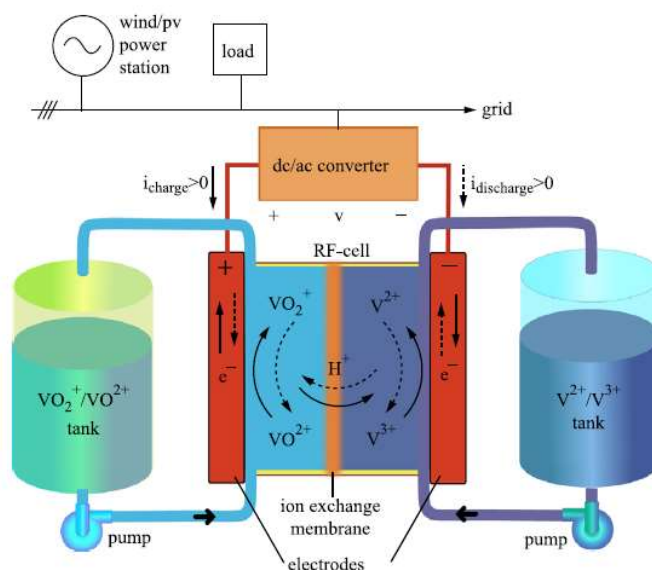 wind/pv
power
station
load
grid
dc/ac converter
i_charge>0
i_discharge>0
+ v −
RF-cell
+
−
VO₂⁺
V²⁺
e⁻
H⁺
e⁻
VO²⁺
V³⁺
VO₂⁺/VO²⁺
tank
V²⁺/V³⁺
tank
ion exchange
membrane
pump
pump
electrodes